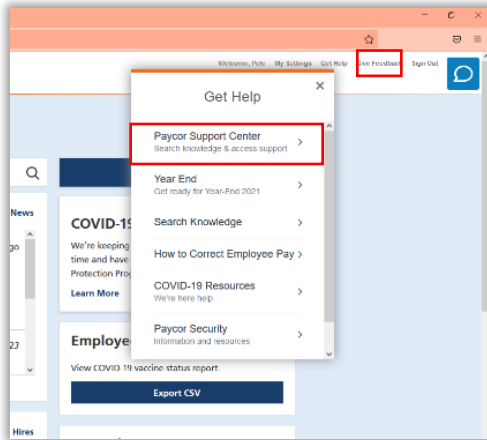 Welcome, Pele My Settings Get Help Give Feedback Sign Out
Get Help
Paycor Support Center
Search knowledge & access support
Year End
Get ready for Year-End 2021
Search Knowledge
How to Correct Employee Pay
COVID-19 Resources
We're here help
Paycor Security
Information and resources
News
go
23
Hires
COVID-19
We're keeping
time and have
Protection Prog
Learn More
Employe
View COVID-19 vaccine status report.
Export CSV